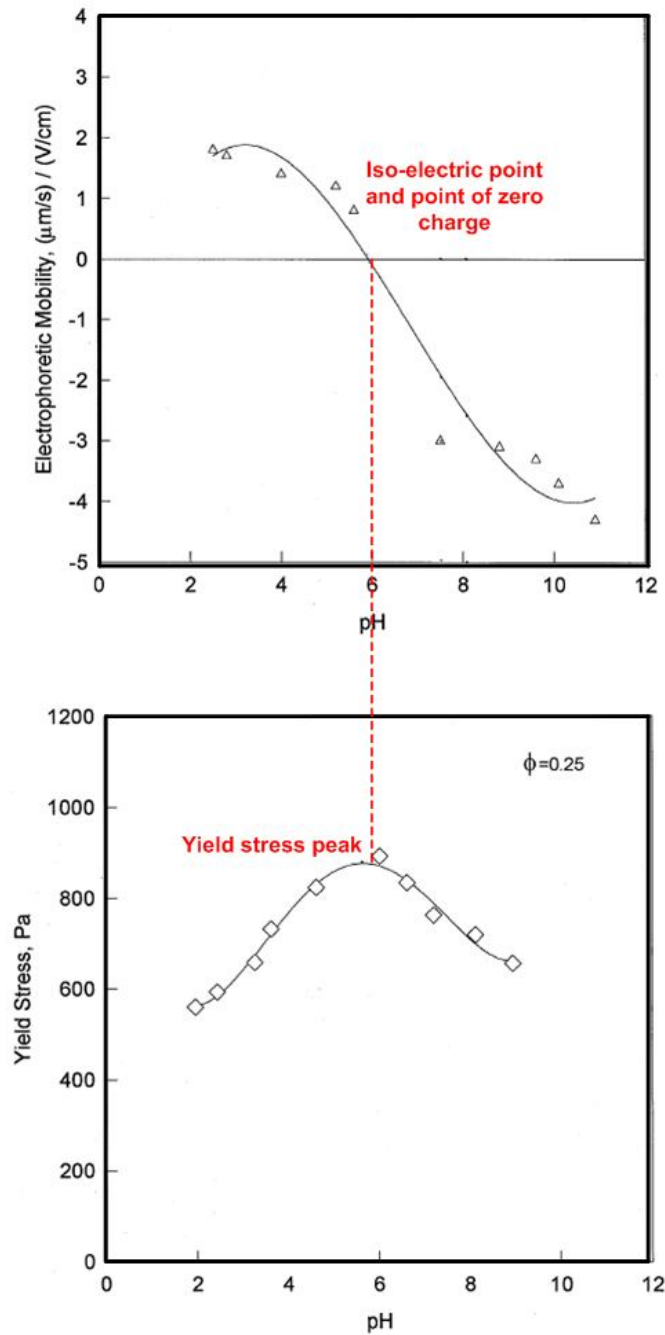 4
3
2
1
0
-1
-2
-3
-4
-5
Electrophoretic Mobility, (μm/s) / (V/cm)
Iso-electric point
and point of zero
charge
0 2 4 6 8 10 12
pH
1200
1000
800
600
400
200
0
Yield Stress, Pa
ϕ=0.25
Yield stress peak
0 2 4 6 8 10 12
pH